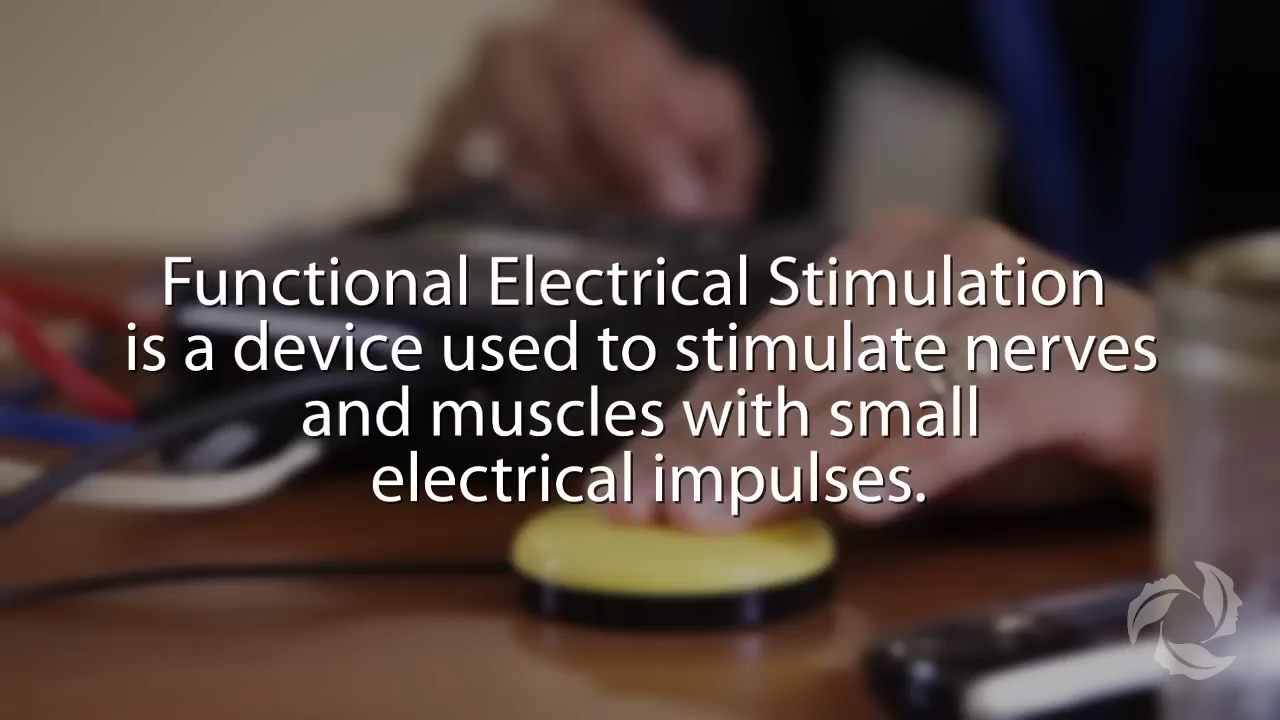 Functional Electrical Stimulation
is a device used to stimulate nerves
and muscles with small
electrical impulses.